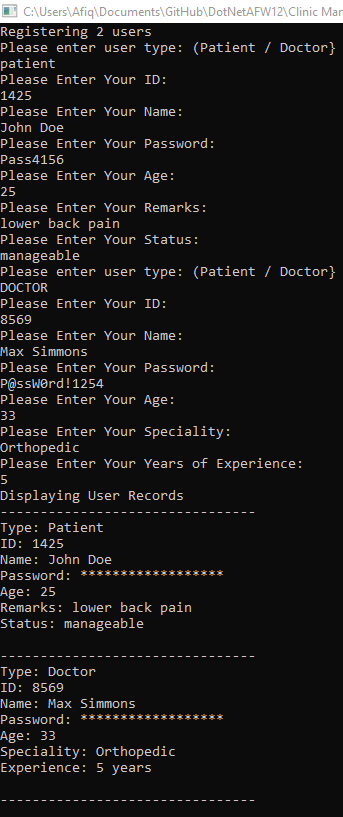 C:\Users\Afiq\Documents\GitHub\DotNetAFW12\Clinic Mar
Registering 2 users
Please enter user type: (Patient / Doctor}
patient
Please Enter Your ID:
1425
Please Enter Your Name:
John Doe
Please Enter Your Password:
Pass4156
Please Enter Your Age:
25
Please Enter Your Remarks:
lower back pain
Please Enter Your Status:
manageable
Please enter user type: (Patient / Doctor}
DOCTOR
Please Enter Your ID:
8569
Please Enter Your Name:
Max Simmons
Please Enter Your Password:
P@ssW0rd!1254
Please Enter Your Age:
33
Please Enter Your Speciality:
Orthopedic
Please Enter Your Years of Experience:
5
Displaying User Records
--------------------------------
Type: Patient
ID: 1425
Name: John Doe
Password: ******************
Age: 25
Remarks: lower back pain
Status: manageable
--------------------------------
Type: Doctor
ID: 8569
Name: Max Simmons
Password: ******************
Age: 33
Speciality: Orthopedic
Experience: 5 years
--------------------------------